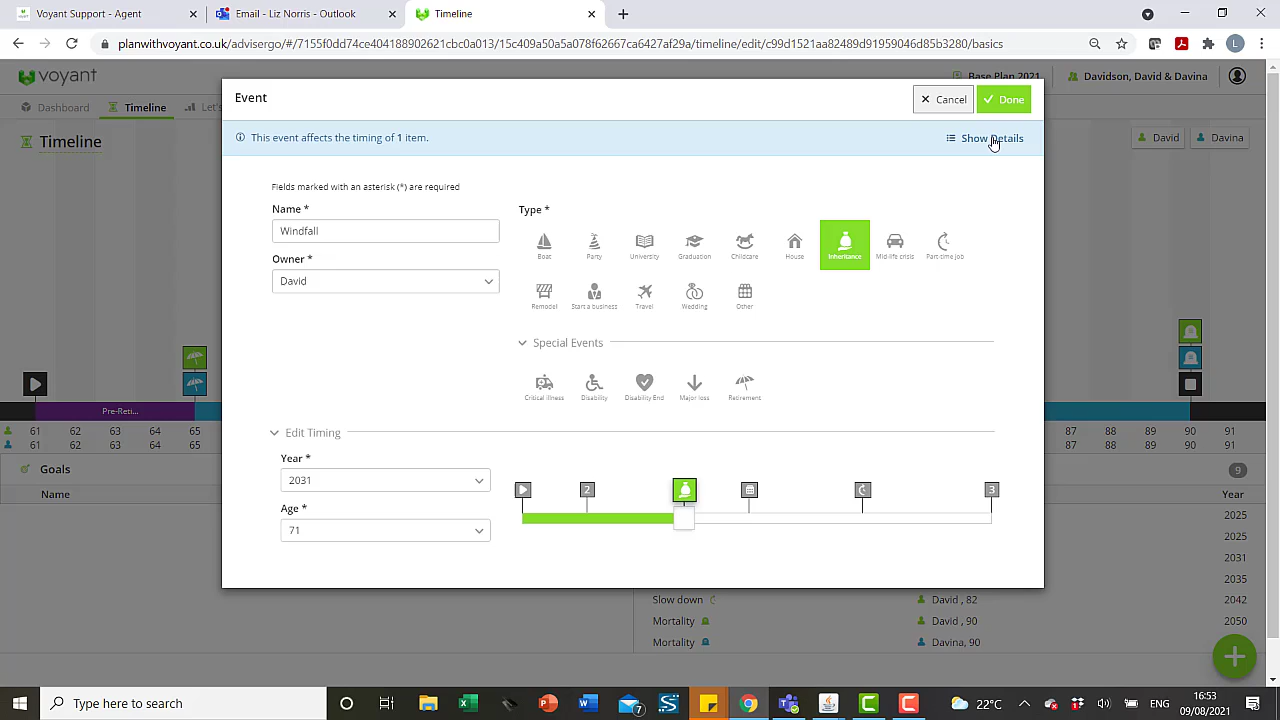 Voyant Support - Agent
Email - Liz Norris - Outlook
Timeline
planwithvoyant.co.uk/advisergo/#/7155f0dd74ce404188902621d1c0a013/15c409a50a5a078f62667ca6427af29a/timeline/edit/c99d1521aa82489d91959046d85b3280/basics
L
voyant
Base Plan 2021
Davidson, David & Davina
Dashboard
Timeline
Let's
Timeline
David
Davina
Event
Cancel
Done
This event affects the timing of 1 item.
Show Details
Fields marked with an asterisk (*) are required
Name *
Windfall
Owner *
David
Type *
Boat
Party
University
Graduation
Childcare
House
Inheritance
Mid-life crisis
Part-time job
Remodel
Start a business
Travel
Wedding
Other
Special Events
Critical illness
Disability
Disability End
Major loss
Retirement
Pre-Reti...
61 62 63 64 65
61 62 63 64 65
87 88 89 90 91
87 88 89 90 91
Edit Timing
Year *
2031
Age *
71
2
3
Goals
9
Name
Year
2025
2025
2031
2035
Slow down
David , 82
2042
Mortality
David , 90
2050
Mortality
Davina, 90
Type here to search
7
22°C
ENG
16:53
09/08/2021